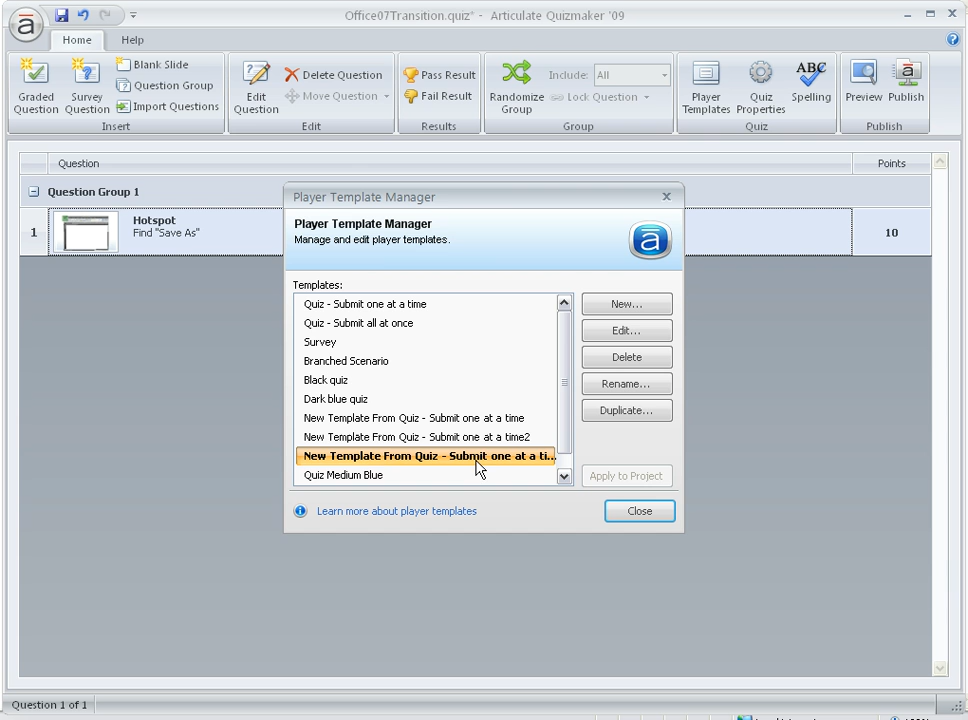 Office07Transition.quiz* - Articulate Quizmaker '09
Home Help
Graded Question
Survey Question
Blank Slide
Question Group
Import Questions
Insert
Edit Question
Delete Question
Move Question
Edit
Pass Result
Fail Result
Results
Randomize Group
Include: All
Lock Question
Group
Player Templates
Quiz Properties
Spelling
Quiz
Preview
Publish
Publish
Question Points
Question Group 1
1 Hotspot 10
Find "Save As"
Player Template Manager
Player Template Manager
Manage and edit player templates.
Templates:
Quiz - Submit one at a time
Quiz - Submit all at once
Survey
Branched Scenario
Black quiz
Dark blue quiz
New Template From Quiz - Submit one at a time
New Template From Quiz - Submit one at a time2
New Template From Quiz - Submit one at a ti...
Quiz Medium Blue
New...
Edit...
Delete
Rename...
Duplicate...
Apply to Project
Learn more about player templates
Close
Question 1 of 1